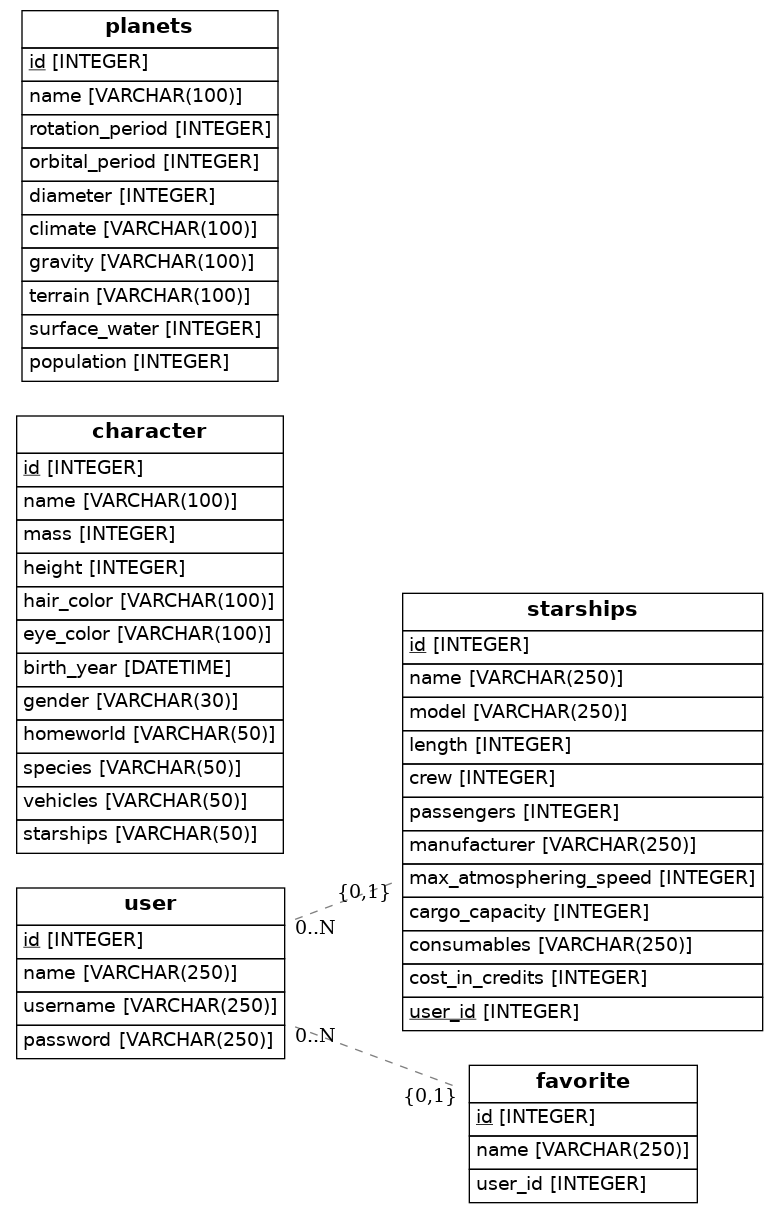 planets
id [INTEGER]
name [VARCHAR(100)]
rotation_period [INTEGER]
orbital_period [INTEGER]
diameter [INTEGER]
climate [VARCHAR(100)]
gravity [VARCHAR(100)]
terrain [VARCHAR(100)]
surface_water [INTEGER]
population [INTEGER]
character
id [INTEGER]
name [VARCHAR(100)]
mass [INTEGER]
height [INTEGER]
hair_color [VARCHAR(100)]
eye_color [VARCHAR(100)]
birth_year [DATETIME]
gender [VARCHAR(30)]
homeworld [VARCHAR(50)]
species [VARCHAR(50)]
vehicles [VARCHAR(50)]
starships [VARCHAR(50)]
user
id [INTEGER]
name [VARCHAR(250)]
username [VARCHAR(250)]
password [VARCHAR(250)]
{0,1}
0..N
0..N
{0,1}
starships
id [INTEGER]
name [VARCHAR(250)]
model [VARCHAR(250)]
length [INTEGER]
crew [INTEGER]
passengers [INTEGER]
manufacturer [VARCHAR(250)]
max_atmosphering_speed [INTEGER]
cargo_capacity [INTEGER]
consumables [VARCHAR(250)]
cost_in_credits [INTEGER]
user_id [INTEGER]
favorite
id [INTEGER]
name [VARCHAR(250)]
user_id [INTEGER]